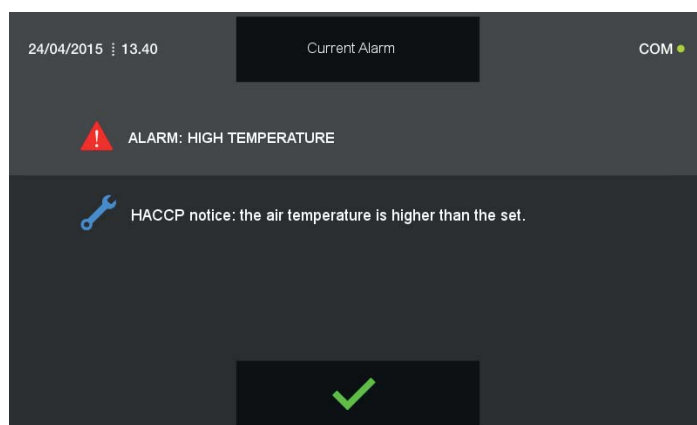 24/04/2015 13.40 Current Alarm COM
ALARM: HIGH TEMPERATURE
HACCP notice: the air temperature is higher than the set.